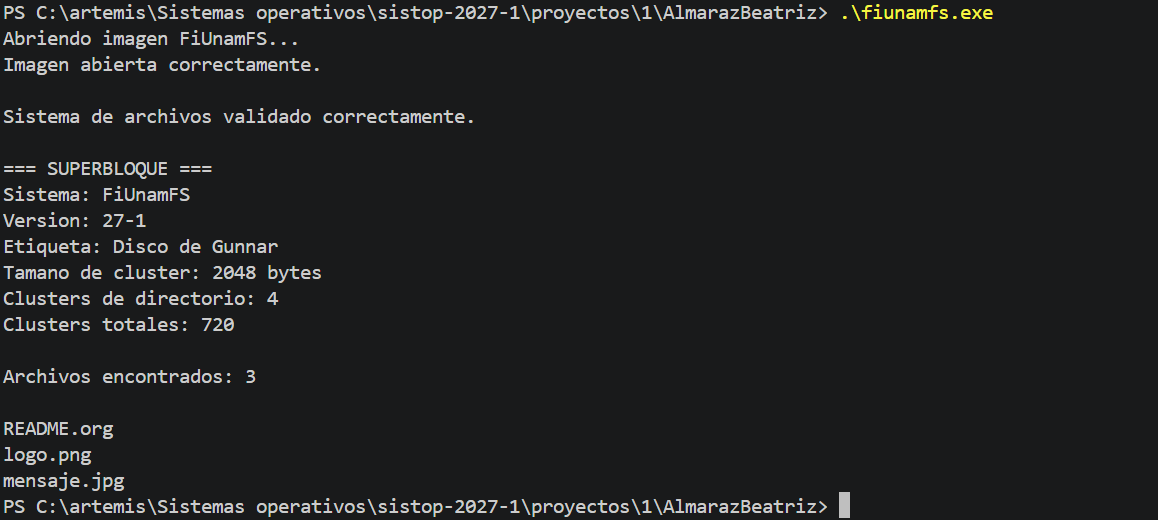 PS C:\artemis\Sistemas operativos\sistop-2027-1\proyectos\1\AlmarazBeatriz> .\fiunamfs.exe
Abriendo imagen FiUnamFS...
Imagen abierta correctamente.
Sistema de archivos validado correctamente.
=== SUPERBLOQUE ===
Sistema: FiUnamFS
Version: 27-1
Etiqueta: Disco de Gunnar
Tamano de cluster: 2048 bytes
Clusters de directorio: 4
Clusters totales: 720
Archivos encontrados: 3
README.org
logo.png
mensaje.jpg
PS C:\artemis\Sistemas operativos\sistop-2027-1\proyectos\1\AlmarazBeatriz>